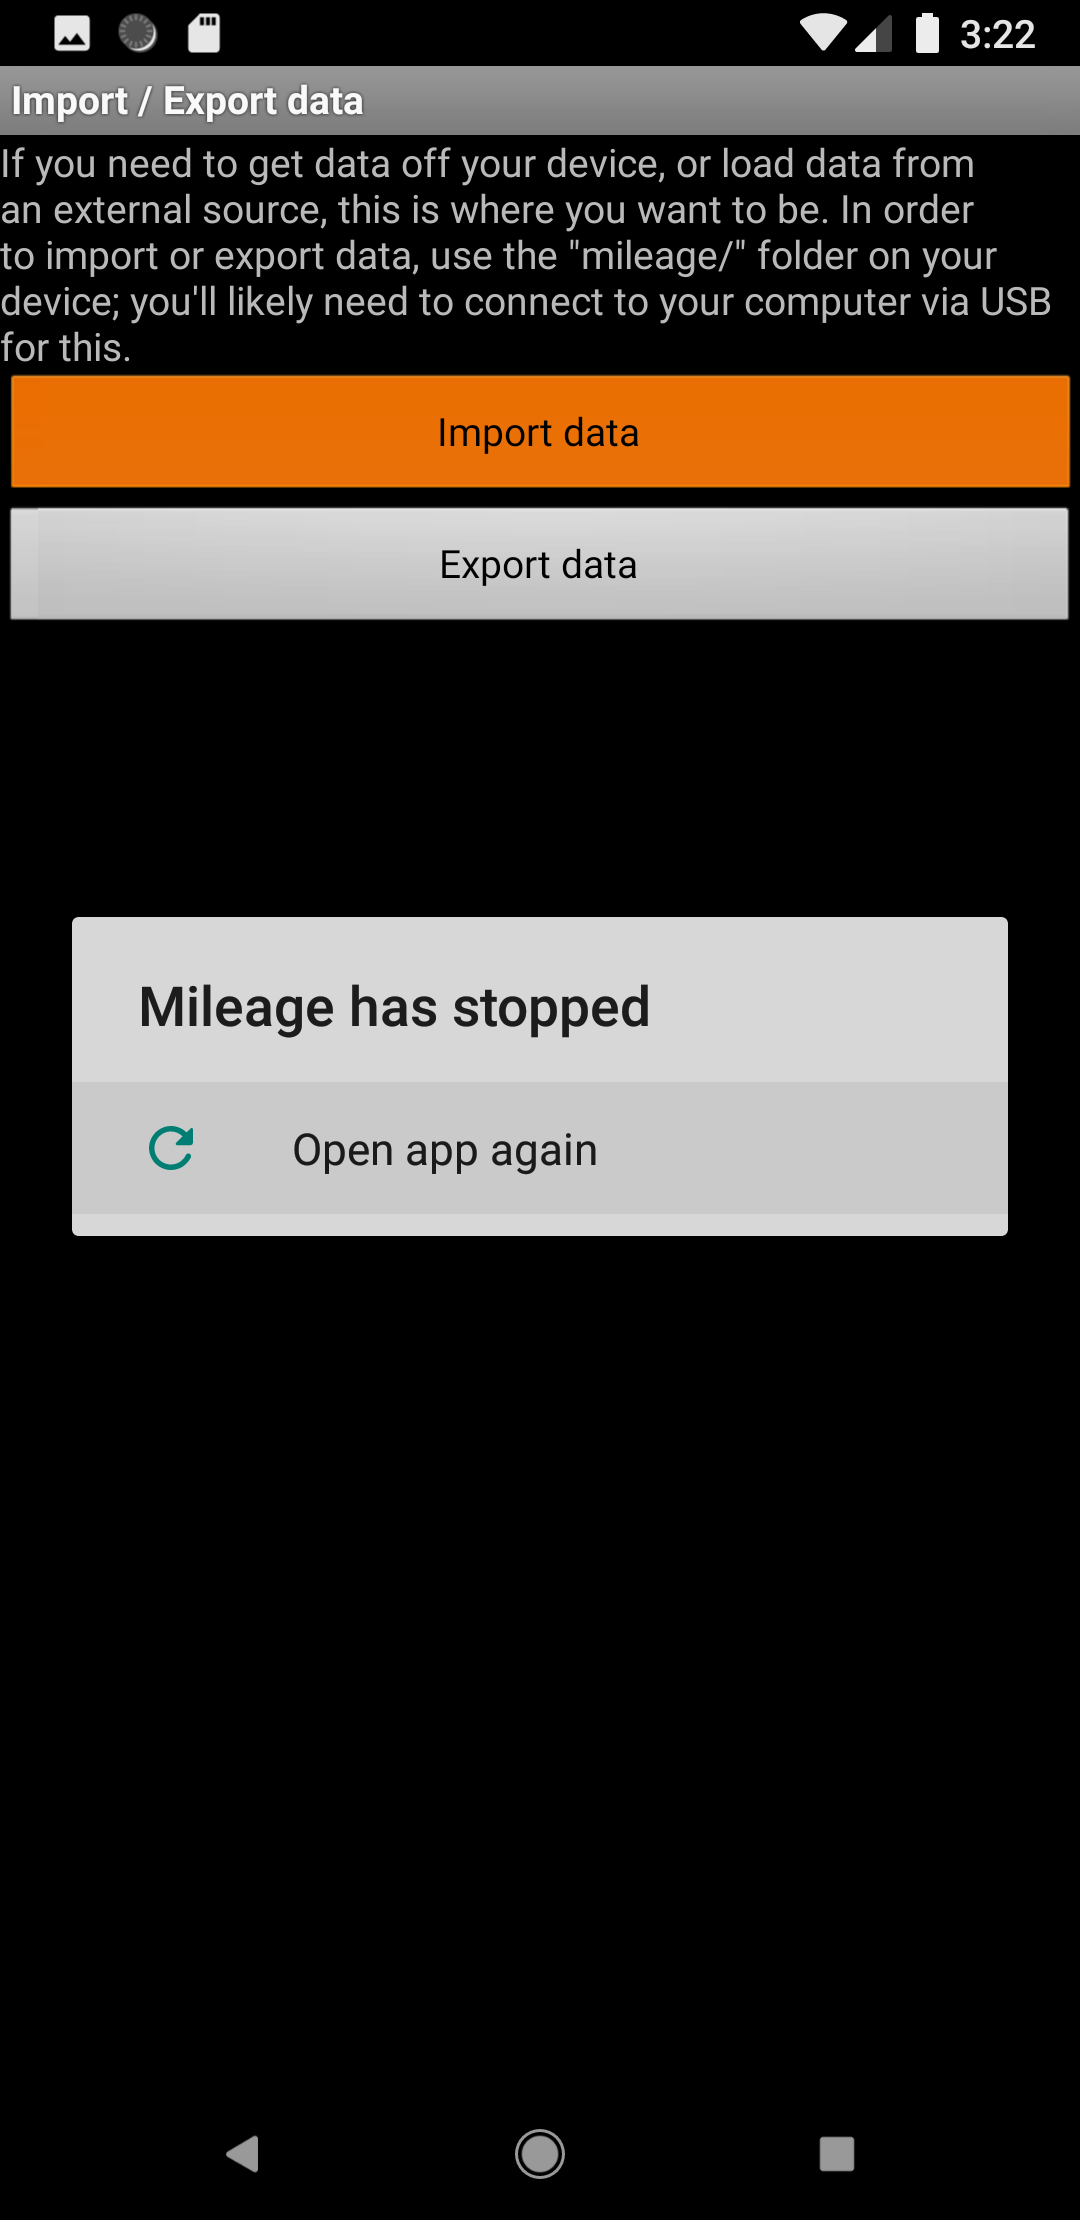 3:22
Import / Export data
If you need to get data off your device, or load data from
an external source, this is where you want to be. In order
to import or export data, use the "mileage/" folder on your
device; you'll likely need to connect to your computer via USB
for this.
Import data
Export data
Mileage has stopped
Open app again